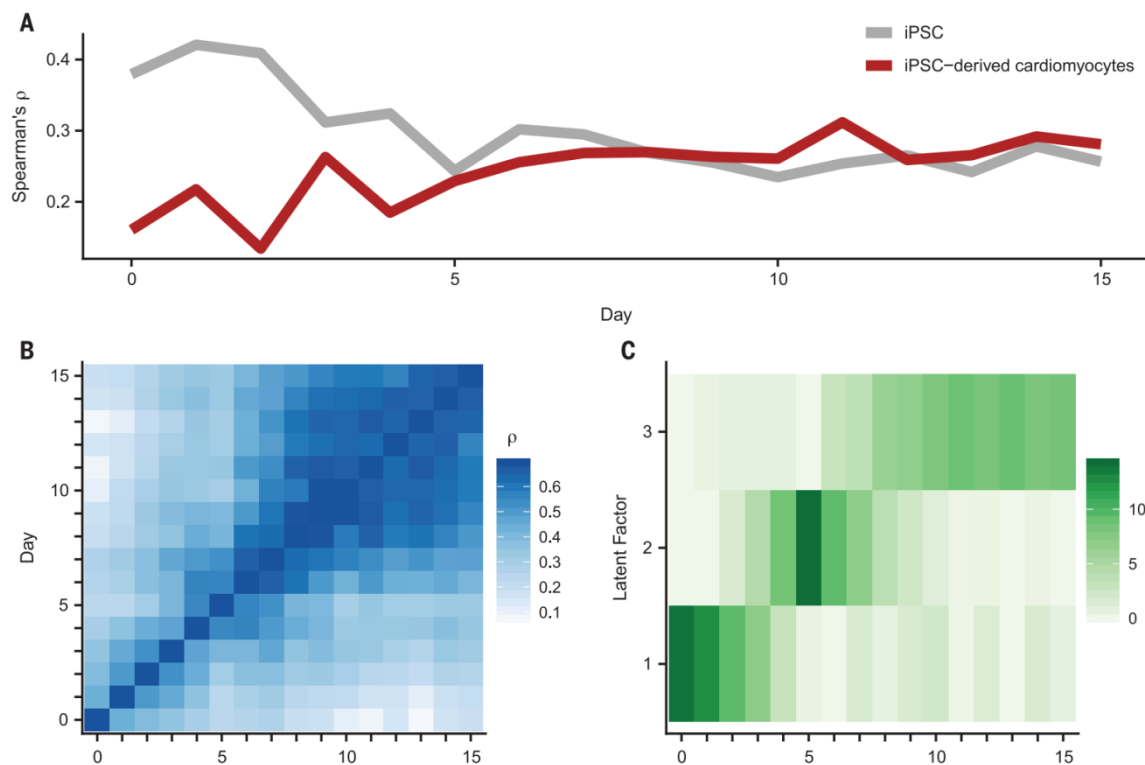 A
Spearman's ρ
0.4
0.3
0.2
iPSC
iPSC−derived cardiomyocytes
0 5 10 15
Day
B
Day
15
10
5
0
0 5 10 15
ρ
0.6
0.5
0.4
0.3
0.2
0.1
C
Latent Factor
3
2
1
0 5 10 15
10
5
0